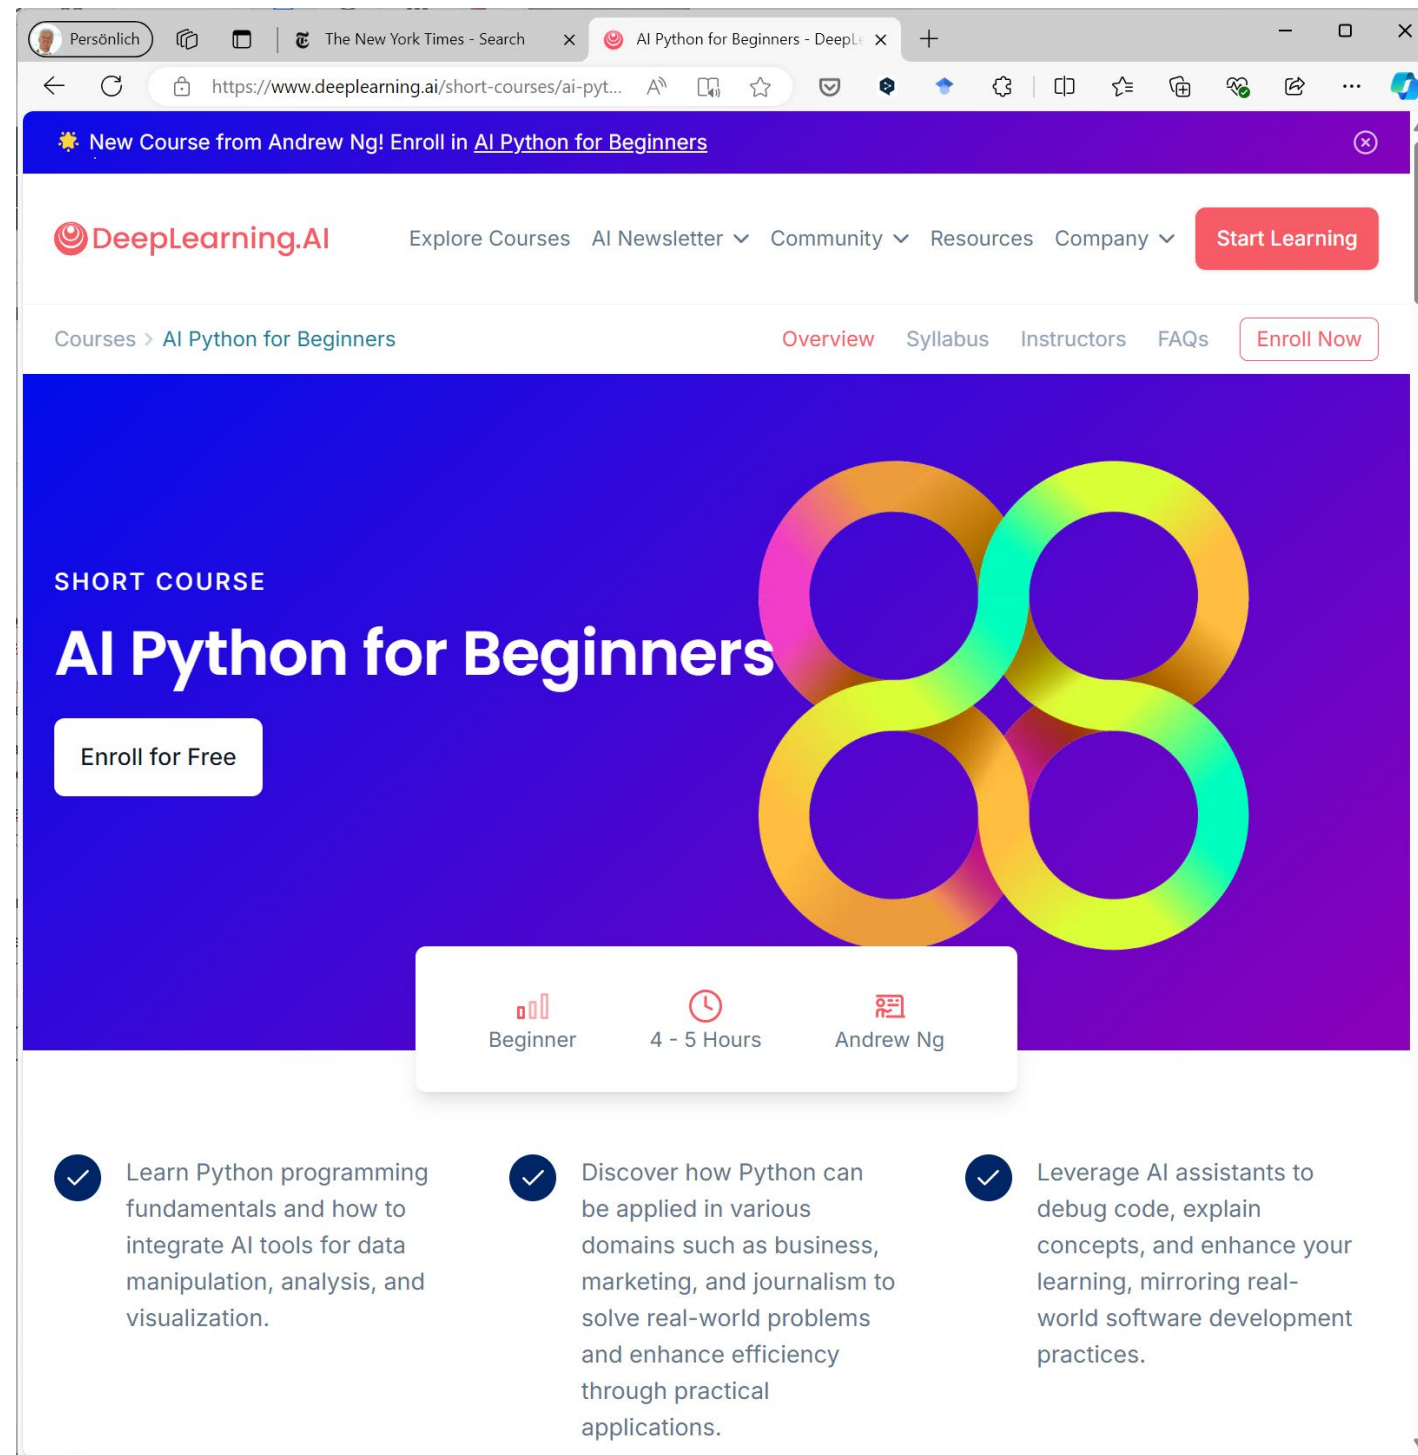 Persönlich
The New York Times - Search
AI Python for Beginners - DeepLe
https://www.deeplearning.ai/short-courses/ai-pyt...
New Course from Andrew Ng! Enroll in AI Python for Beginners
DeepLearning.AI
Explore Courses AI Newsletter Community Resources Company Start Learning
Courses > AI Python for Beginners
Overview Syllabus Instructors FAQs Enroll Now
SHORT COURSE
AI Python for Beginners
Enroll for Free
Beginner 4 - 5 Hours Andrew Ng
Learn Python programming
fundamentals and how to
integrate AI tools for data
manipulation, analysis, and
visualization.
Discover how Python can
be applied in various
domains such as business,
marketing, and journalism to
solve real-world problems
and enhance efficiency
through practical
applications.
Leverage AI assistants to
debug code, explain
concepts, and enhance your
learning, mirroring real-
world software development
practices.